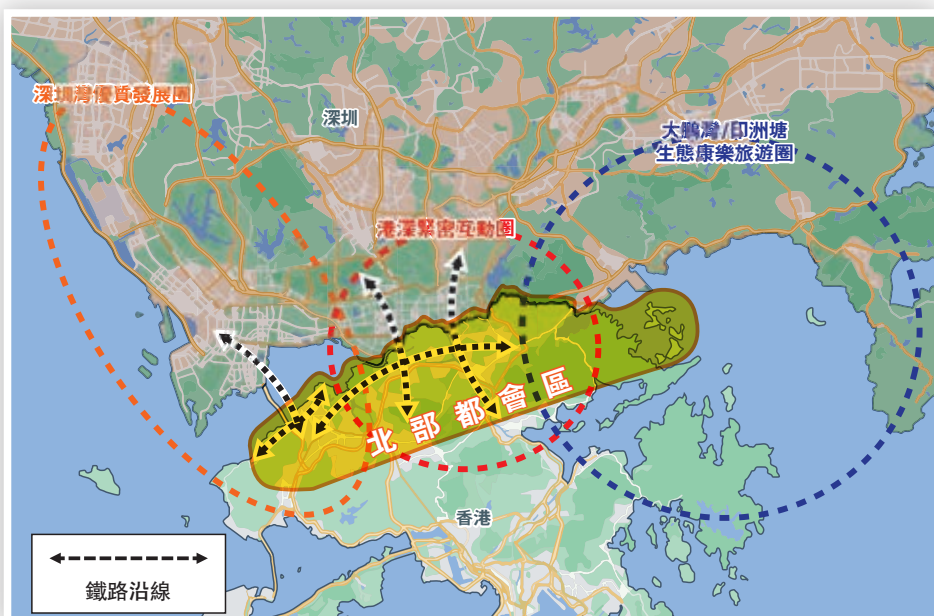 深圳灣優質發展圈
深圳
大鵬灣/印洲塘
生態康樂旅遊圈
港深緊密互動圈
北部都會區
香港
鐵路沿線